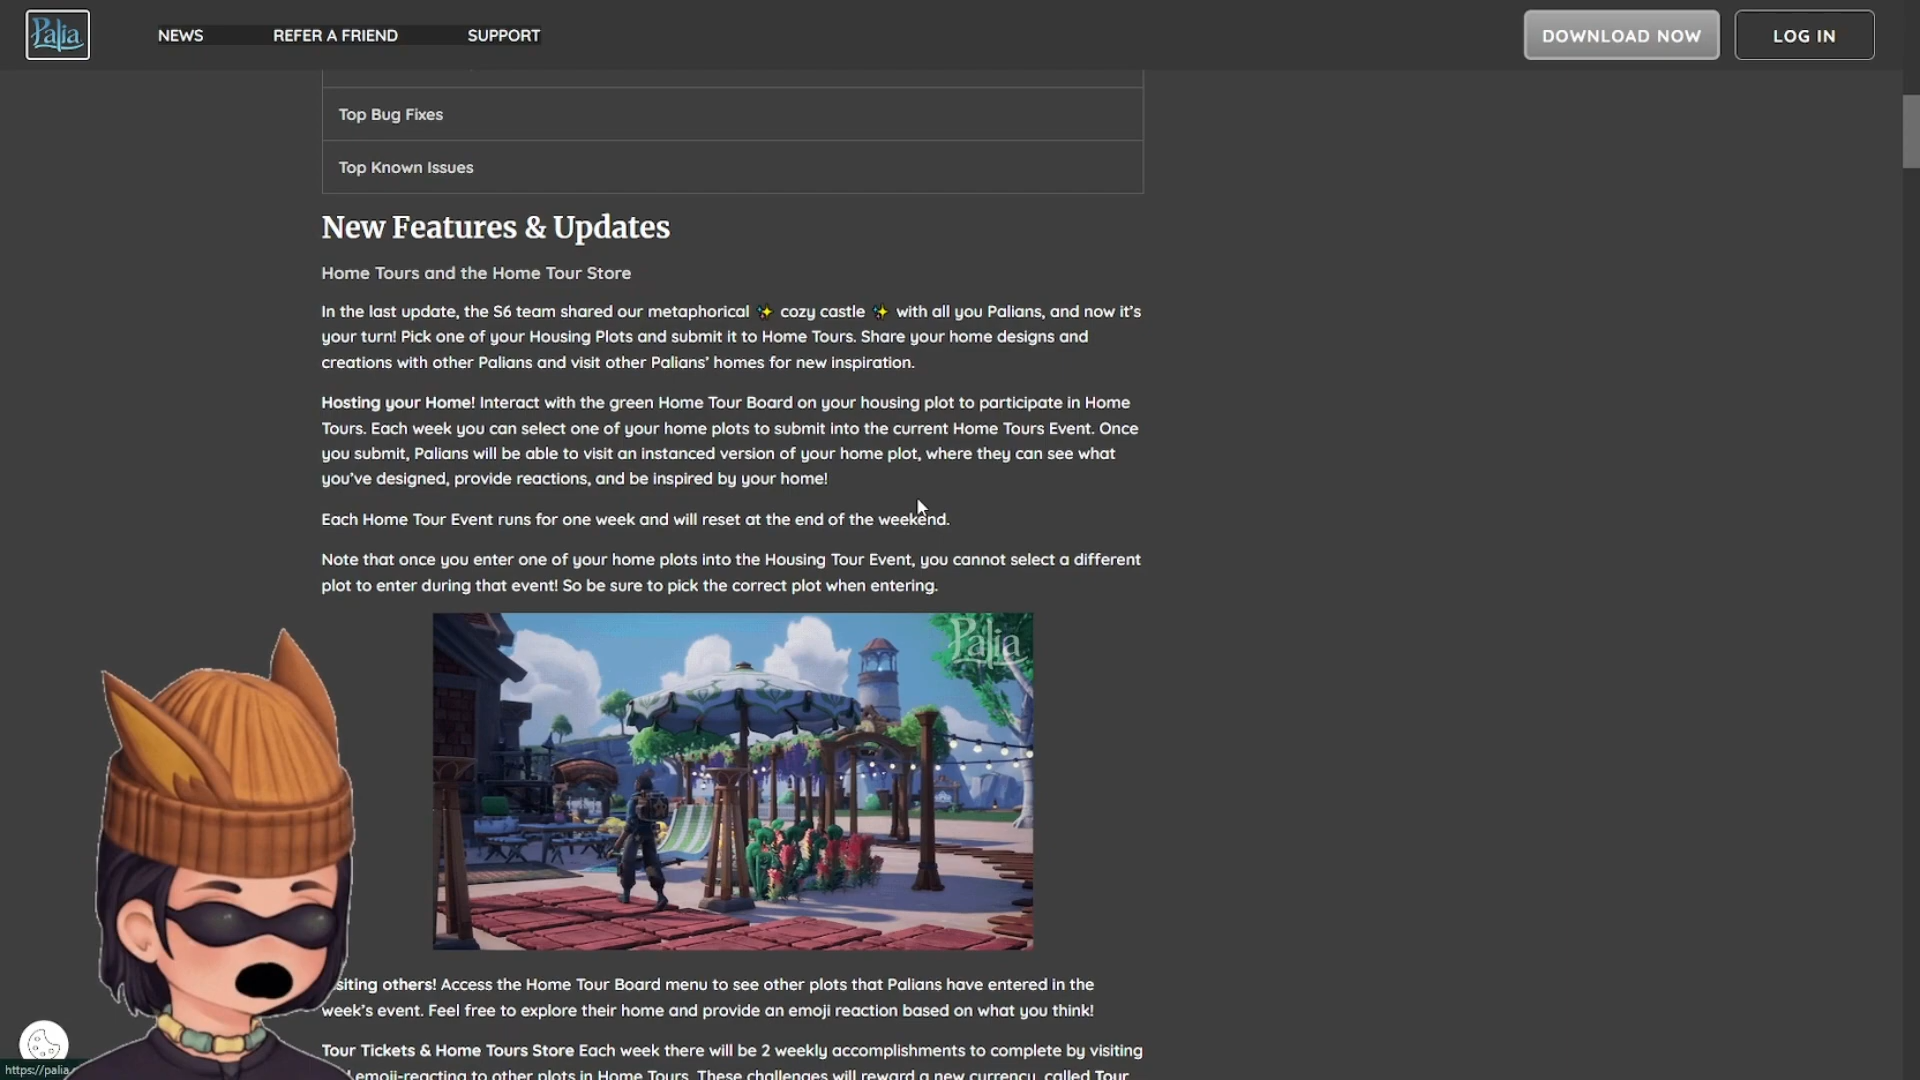 Palia
NEWS
REFER A FRIEND
SUPPORT
DOWNLOAD NOW
LOG IN
Top Bug Fixes
Top Known Issues
New Features & Updates
Home Tours and the Home Tour Store
In the last update, the S6 team shared our metaphorical ✨ cozy castle ✨ with all you Palians, and now it’s
your turn! Pick one of your Housing Plots and submit it to Home Tours. Share your home designs and
creations with other Palians and visit other Palians’ homes for new inspiration.
Hosting your Home! Interact with the green Home Tour Board on your housing plot to participate in Home
Tours. Each week you can select one of your home plots to submit into the current Home Tours Event. Once
you submit, Palians will be able to visit an instanced version of your home plot, where they can see what
you’ve designed, provide reactions, and be inspired by your home!
Each Home Tour Event runs for one week and will reset at the end of the weekend.
Note that once you enter one of your home plots into the Housing Tour Event, you cannot select a different
plot to enter during that event! So be sure to pick the correct plot when entering.
Palia
siting others! Access the Home Tour Board menu to see other plots that Palians have entered in the
week’s event. Feel free to explore their home and provide an emoji reaction based on what you think!
Tour Tickets & Home Tours Store Each week there will be 2 weekly accomplishments to complete by visiting
emoji-reacting to other plots in Home Tours. These challenges will reward a new currency, called Tour
https://palia.